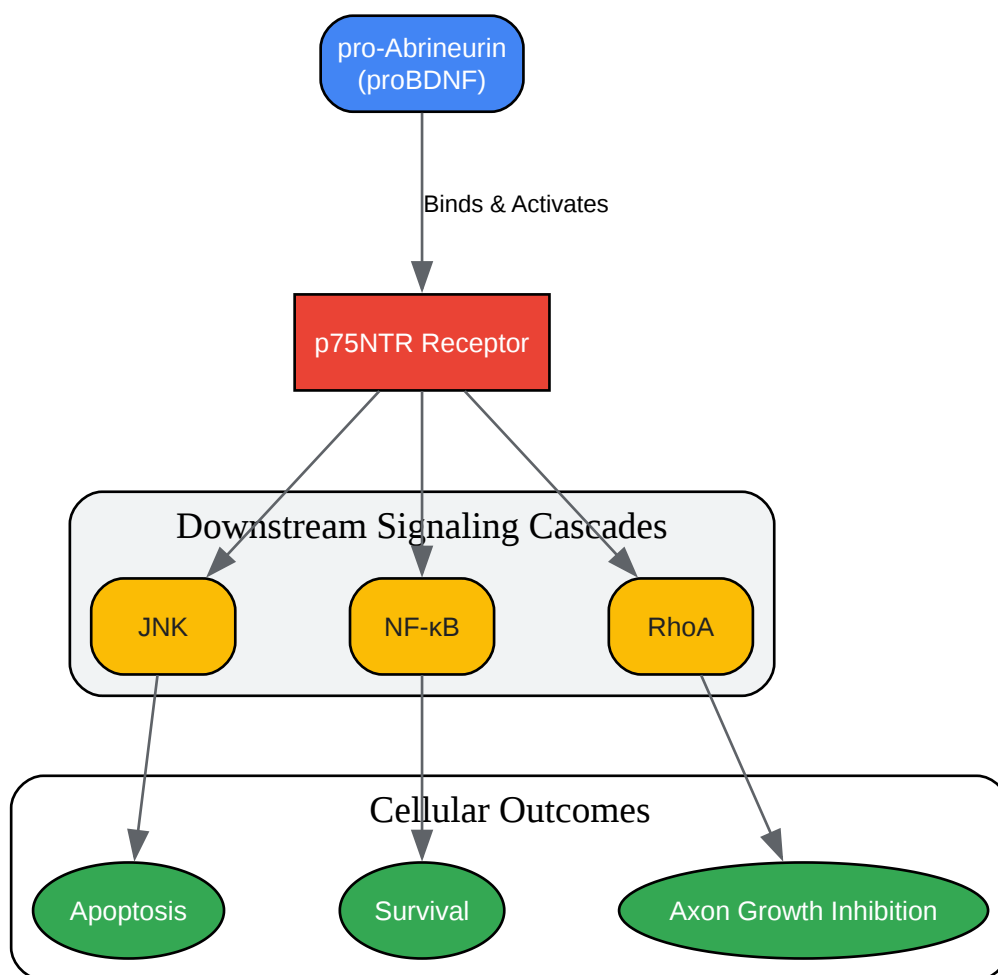 pro-Abrineurin
(proBDNF)
Binds & Activates
p75NTR Receptor
Downstream Signaling Cascades
JNK
NF-κB
RhoA
Cellular Outcomes
Apoptosis
Survival
Axon Growth Inhibition